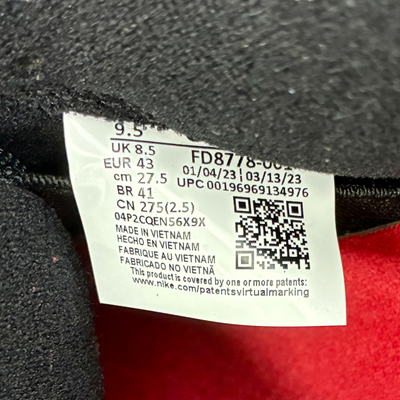 9.5
UK 8.5
EUR 43
cm 27.5
BR 41
CN 275(2.5)
FD8778-001
01/04/23 03/13/23
UPC 00196969134976
04P2CQEN56X9X
MADE IN VIETNAM
HECHO EN VIETNAM
FABRIQUE AU VIETNAM
FABRICADO NO VIETNÃ
This product is covered by one or more patents:
www.nike.com/patentsvirtualmarking